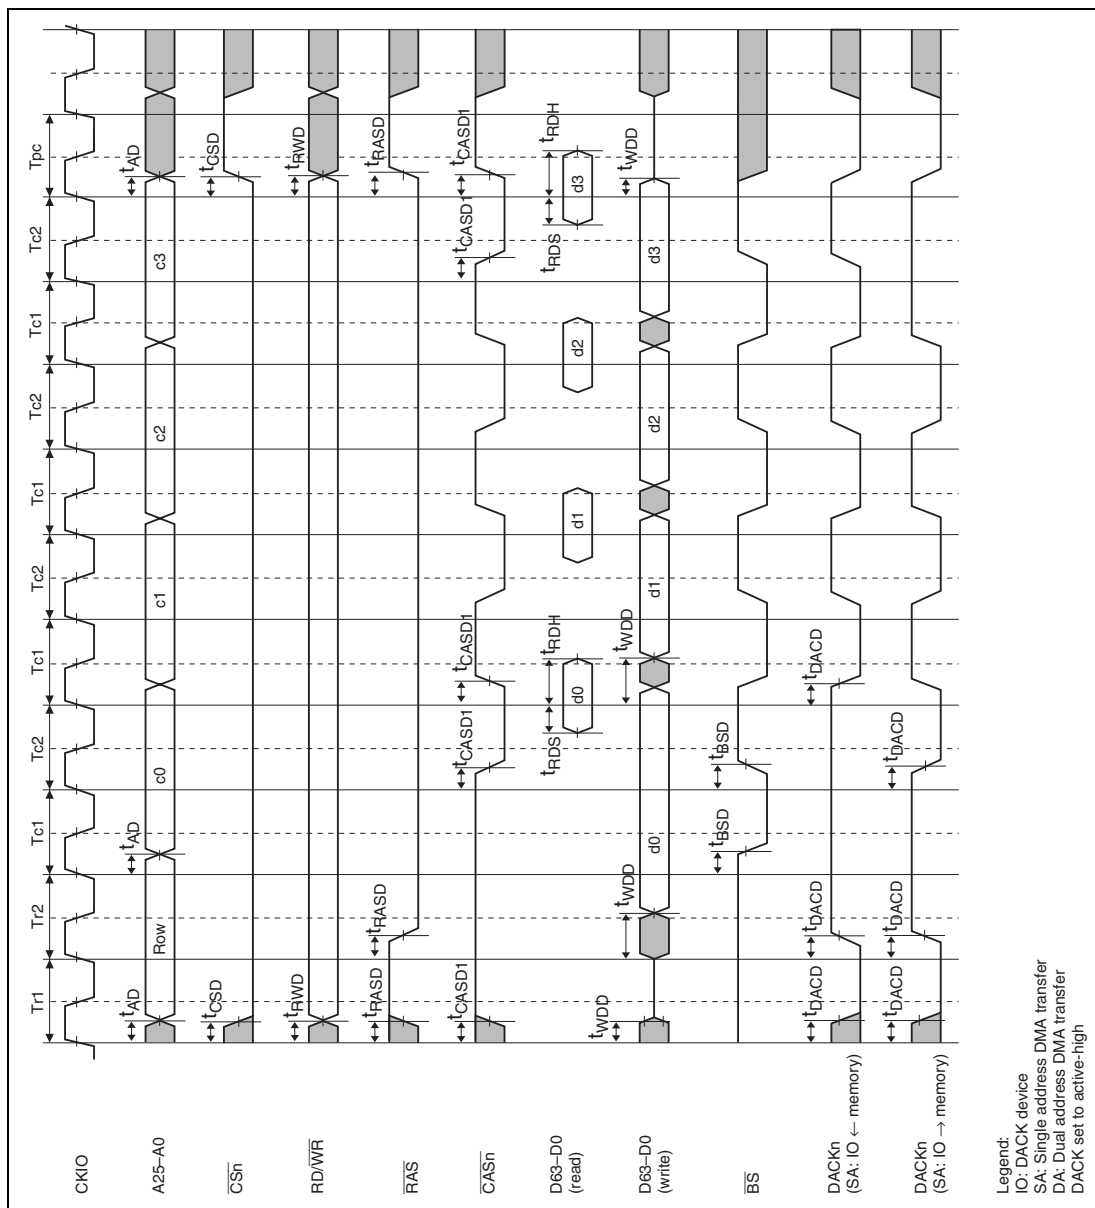 Tr1 Tr2 Tc1 Tc2 Tc1 Tc2 Tc1 Tc2 Tc1 Tc2 Tpc
CKIO
tAD tAD tAD
A25–A0 Row c0 c1 c2 c3
tCSD tCSD
CSn
tRWD tRWD
RD/WR
tRASD tRASD tRASD
RAS
tCASD1 tCASD1 tCASD1 tCASD1 tCASD1
CASn
tRDS tRDH tRDS tRDH
D63–D0
(read) d0 d1 d2 d3
tWDD tWDD tWDD tWDD
D63–D0
(write) d0 d1 d2 d3
tBSD tBSD
BS
tDACD tDACD tDACD
DACKn
(SA: IO ← memory)
tDACD tDACD tDACD
DACKn
(SA: IO → memory)
Legend:
IO: DACK device
SA: Single address DMA transfer
DA: Dual address DMA transfer
DACK set to active-high